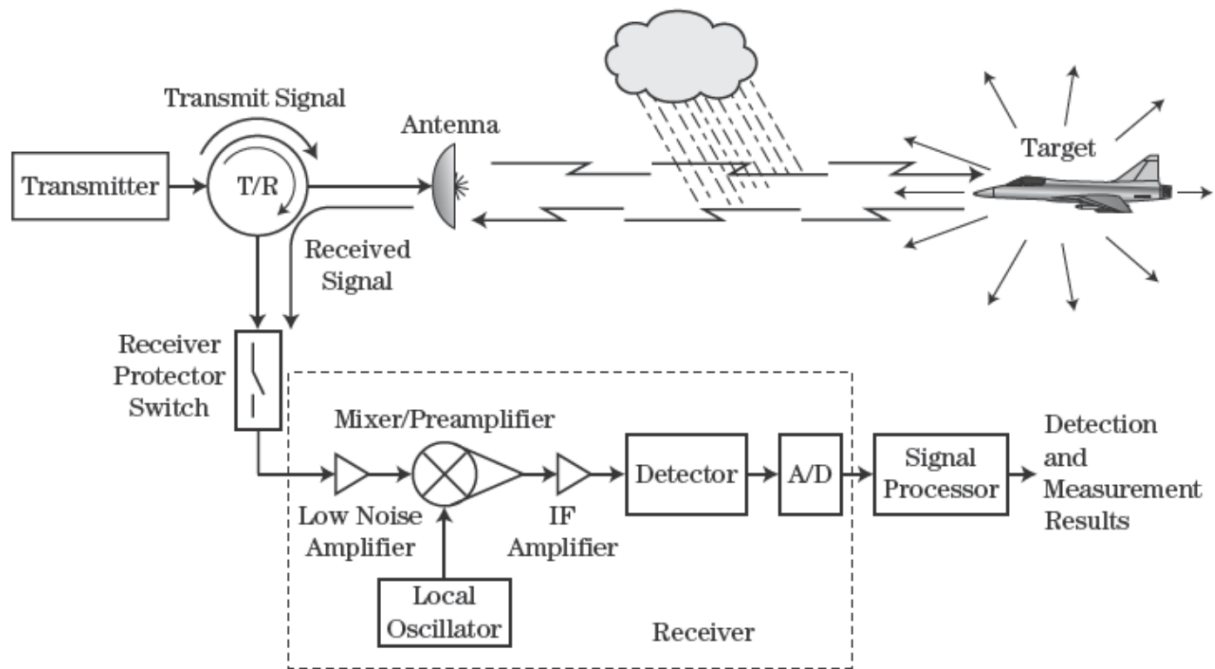 Transmit Signal
Antenna
Target
Transmitter
T/R
Received
Signal
Receiver
Protector
Switch
Mixer/Preamplifier
Detector
A/D
Signal
Processor
Detection
and
Measurement
Results
Low Noise
Amplifier
IF
Amplifier
Local
Oscillator
Receiver